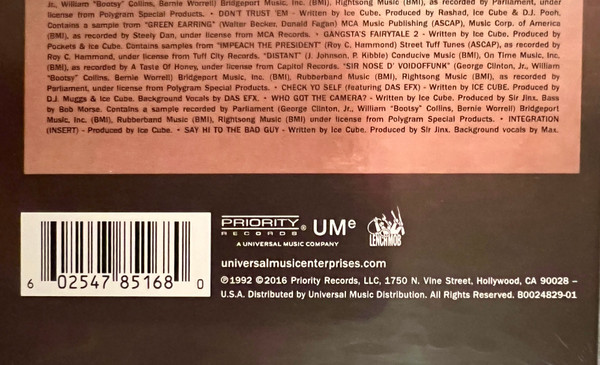 Jr., William "Bootsy" Collins, Bernie Worrell) Bridgeport Music, Inc. (BMI), Rightsong Music (BMI), as recorded by Parliament, under
license from Polygram Special Products. • DON'T TRUST 'EM - Written by Ice Cube. Produced by Rashad, Ice Cube & D.J. Pooh.
Contains a sample from "GREEN EARRING" (Walter Becker, Donald Fagan) MCA Music Publishing (ASCAP), Music Corp. of America
(BMI), as recorded by Steely Dan, under license from MCA Records. • GANGSTA'S FAIRYTALE 2 - Written by Ice Cube. Produced by
Pockets & Ice Cube. Contains samples from "IMPEACH THE PRESIDENT" (Roy C. Hammond) Street Tuff Tunes (ASCAP), as recorded by
Roy C. Hammond, under license from Tuff City Records, "DISTANT" (J. Johnson, P. Kibble) Conducive Music (BMI), On Time Music, Inc.
(BMI), as recorded by A Taste Of Honey, under license from Capitol Records. "SIR NOSE D' VOIDOFFUNK" (George Clinton, Jr., William
"Bootsy" Collins, Bernie Worrell) Bridgeport Music, Inc. (BMI), Rubberband Music (BMI), Rightsong Music (BMI), as recorded by
Parliament, under license from Polygram Special Products. • CHECK YO SELF (featuring DAS EFX) - Written by ICE CUBE. Produced by
D.J. Muggs & Ice Cube. Background Vocals by DAS EFX. • WHO GOT THE CAMERA? - Written by Ice Cube. Produced by Sir Jinx. Bass
by Bob Morse. Contains a sample recorded by Parliament (George Clinton, Jr., William "Bootsy" Collins, Bernie Worrell) Bridgeport
Music, Inc. (BMI), Rubberband Music (BMI), Rightsong Music (BMI) under license from Polygram Special Products. • INTEGRATION
(INSERT) - Produced by Ice Cube. • SAY HI TO THE BAD GUY - Written by Ice Cube. Produced by Sir Jinx. Background vocals by Max.
PRIORITY RECORDS® UMe LENCHMOB
A UNIVERSAL MUSIC COMPANY
universalmusicenterprises.com
6 02547 85168 0
℗1992 ©2016 Priority Records, LLC, 1750 N. Vine Street, Hollywood, CA 90028 –
U.S.A. Distributed by Universal Music Distribution. All Rights Reserved. B0024829-01